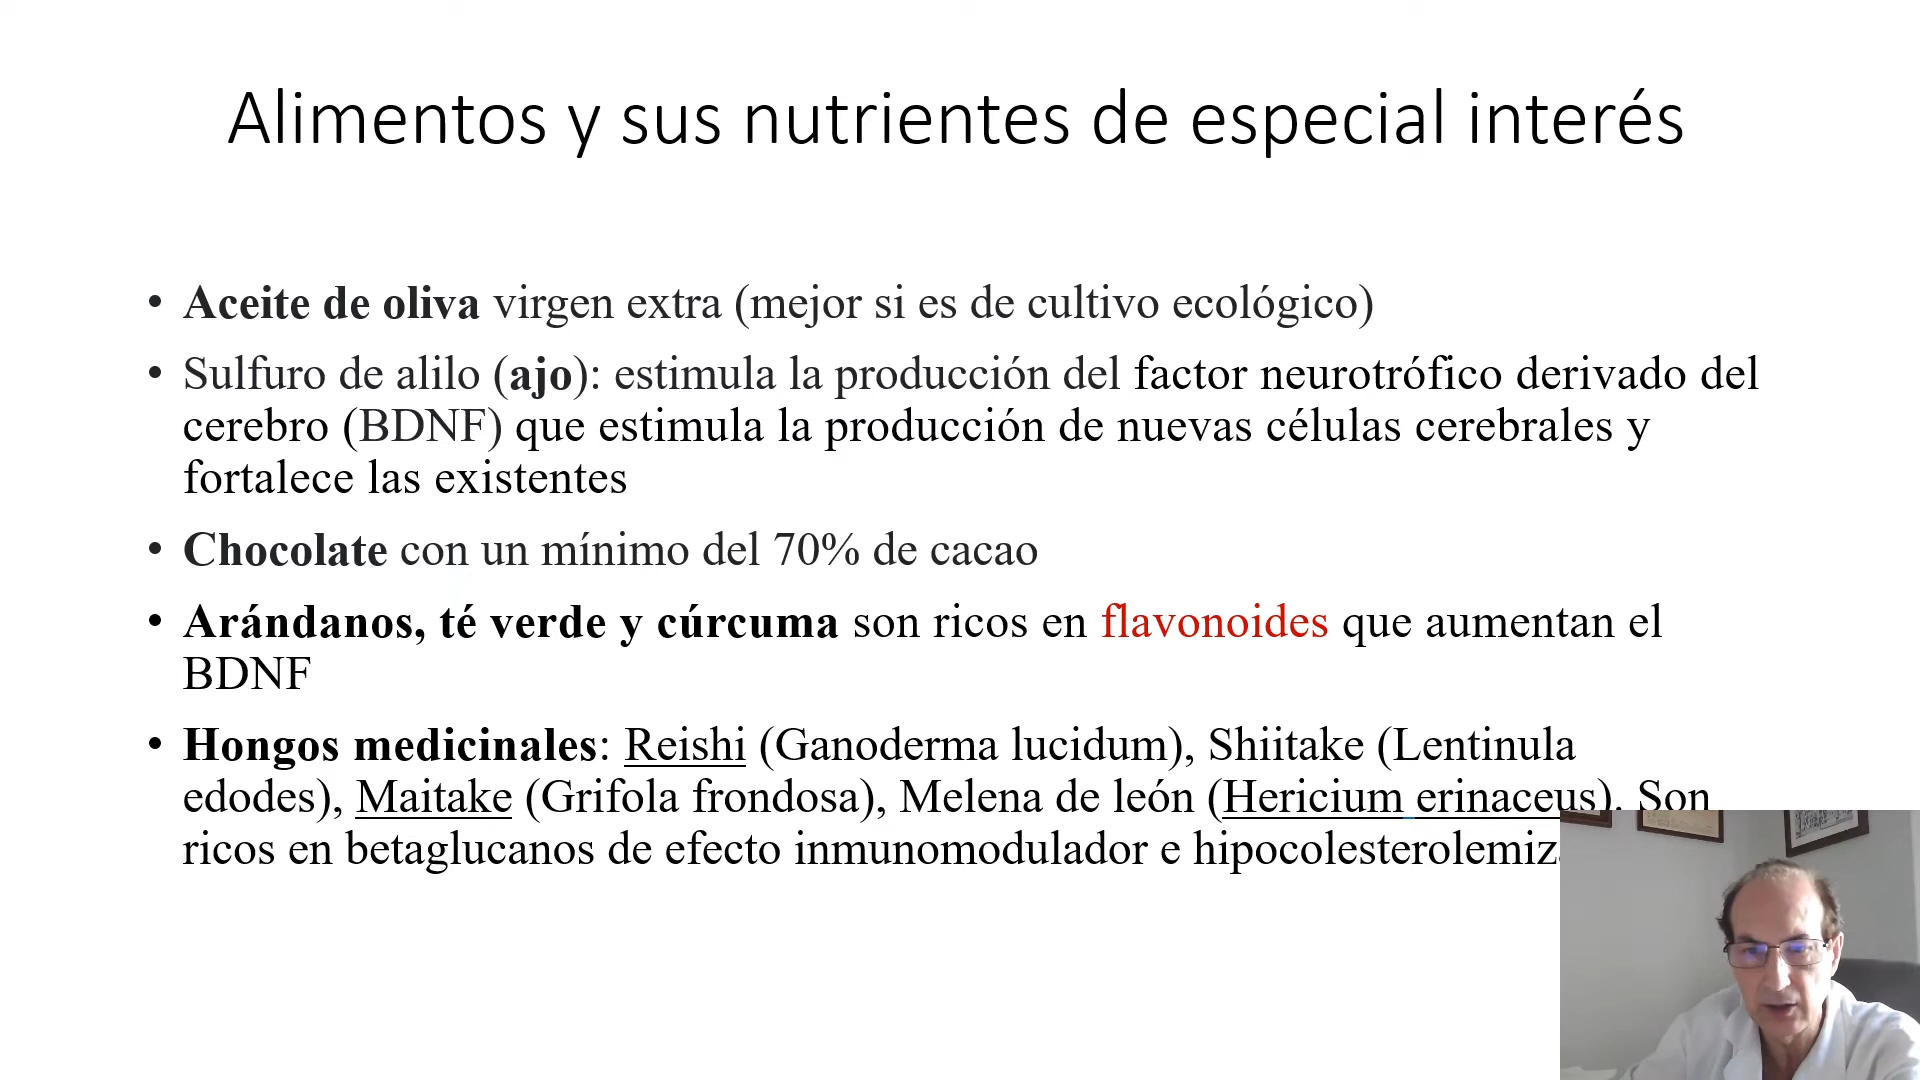 Alimentos y sus nutrientes de especial interés
• Aceite de oliva virgen extra (mejor si es de cultivo ecológico)
• Sulfuro de alilo (ajo): estimula la producción del factor neurotrófico derivado del
cerebro (BDNF) que estimula la producción de nuevas células cerebrales y
fortalece las existentes
• Chocolate con un mínimo del 70% de cacao
• Arándanos, té verde y cúrcuma son ricos en flavonoides que aumentan el
BDNF
• Hongos medicinales: Reishi (Ganoderma lucidum), Shiitake (Lentinula
edodes), Maitake (Grifola frondosa), Melena de león (Hericium erinaceus). Son
ricos en betaglucanos de efecto inmunomodulador e